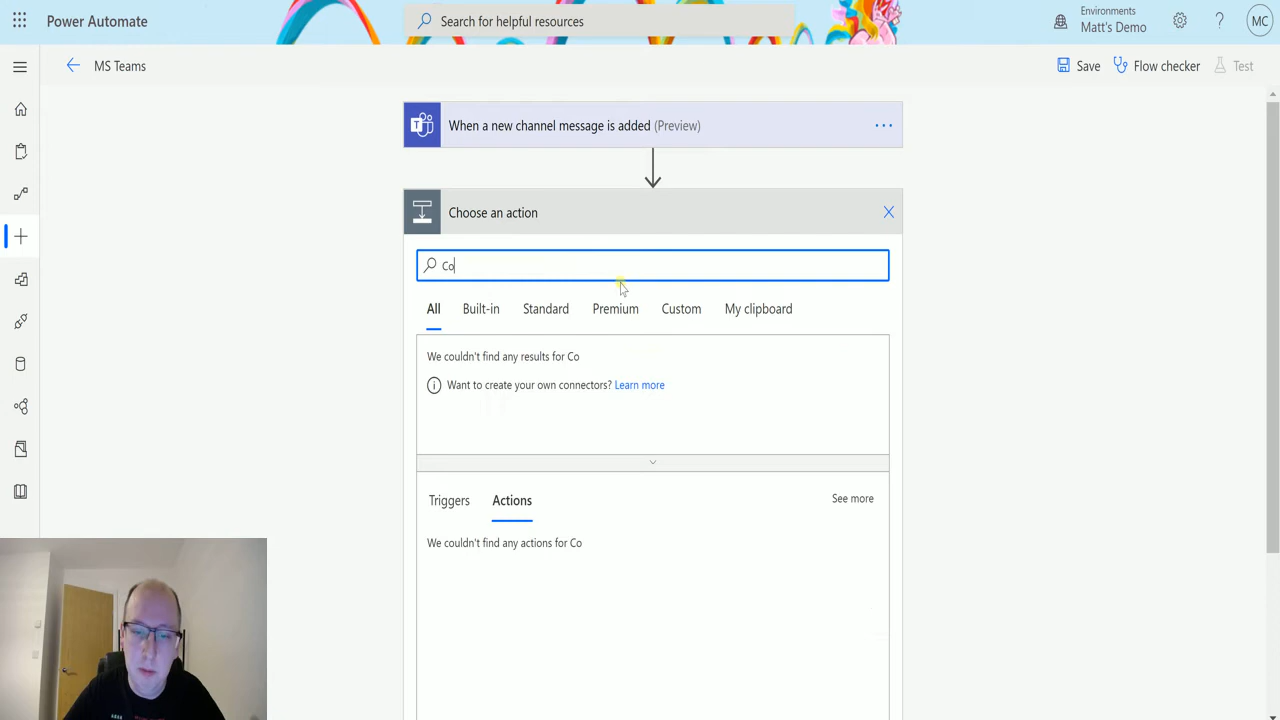 Power Automate
Search for helpful resources
Environments
Matt's Demo
MC
MS Teams
Save
Flow checker
Test
When a new channel message is added (Preview)
Choose an action
Co
All
Built-in
Standard
Premium
Custom
My clipboard
We couldn't find any results for Co
Want to create your own connectors? Learn more
Triggers
Actions
See more
We couldn't find any actions for Co